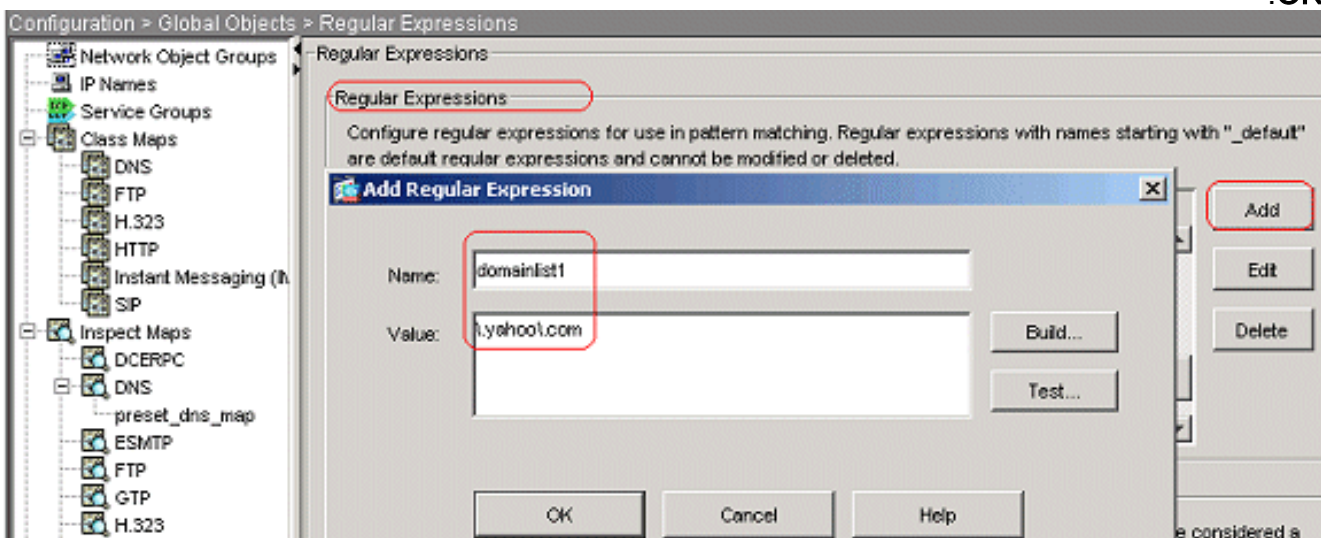 .OK
Configuration > Global Objects > Regular Expressions
Network Object Groups
IP Names
Service Groups
Class Maps
DNS
FTP
H.323
HTTP
Instant Messaging (IM
SIP
Inspect Maps
DCERPC
DNS
preset_dns_map
ESMTP
FTP
GTP
H.323
Regular Expressions
Regular Expressions
Configure regular expressions for use in pattern matching. Regular expressions with names starting with "_default"
are default regular expressions and cannot be modified or deleted.
Add Regular Expression
Name: domainlist1
Value: \.yahoo\.com
Build...
Test...
OK Cancel Help
Add
Edit
Delete
e considered a